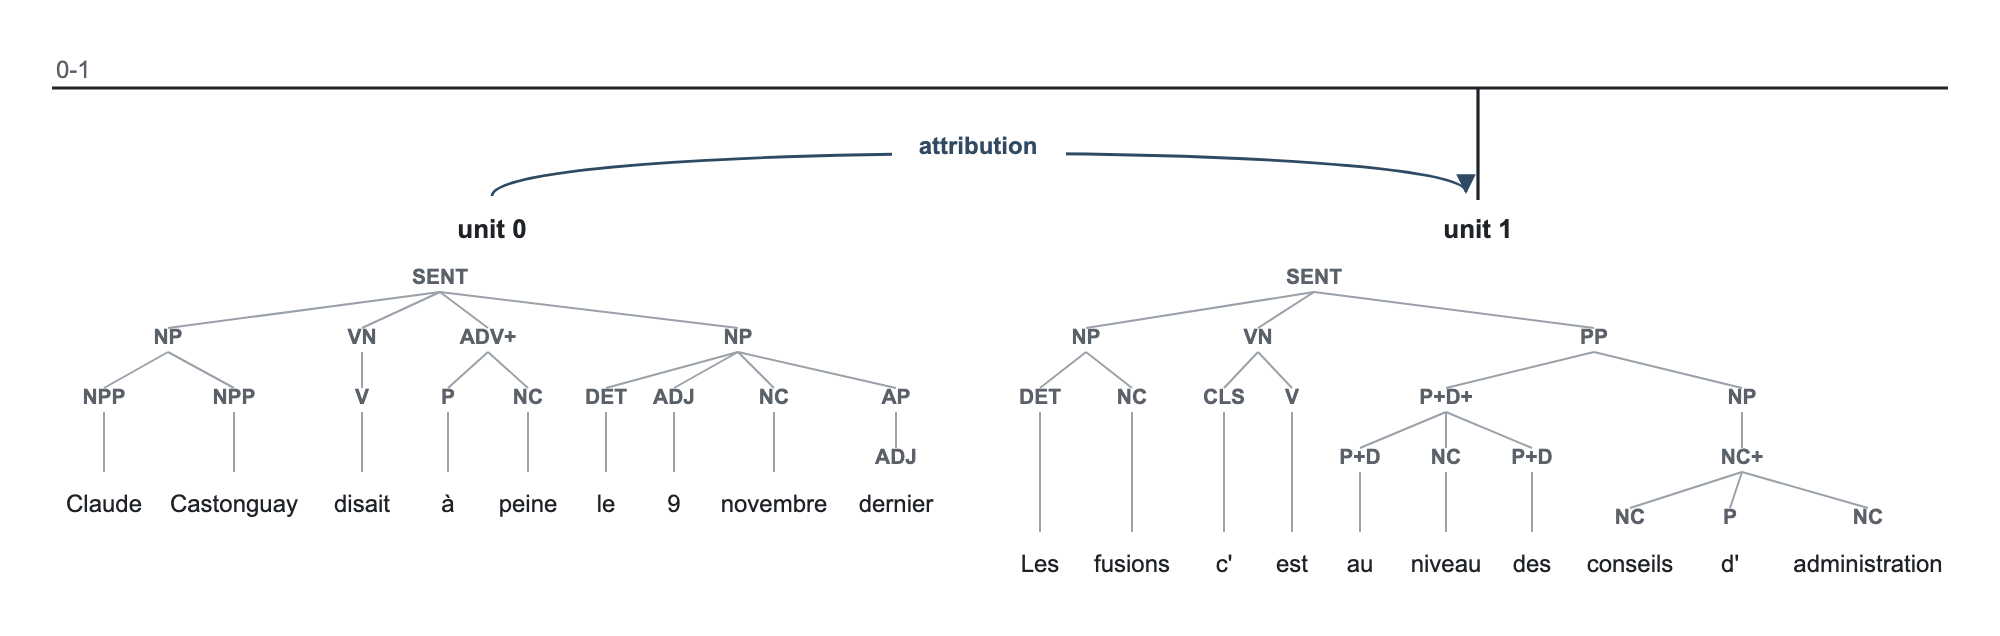 0-1
attribution
unit 0 unit 1
SENT SENT
NP VN ADV+ NP NP VN PP
NPP NPP V P NC DET ADJ NC AP DET NC CLS V P+D+ NP
ADJ P+D NC P+D NC+
Claude Castonguay disait à peine le 9 novembre dernier NC P NC
Les fusions c' est au niveau des conseils d' administration